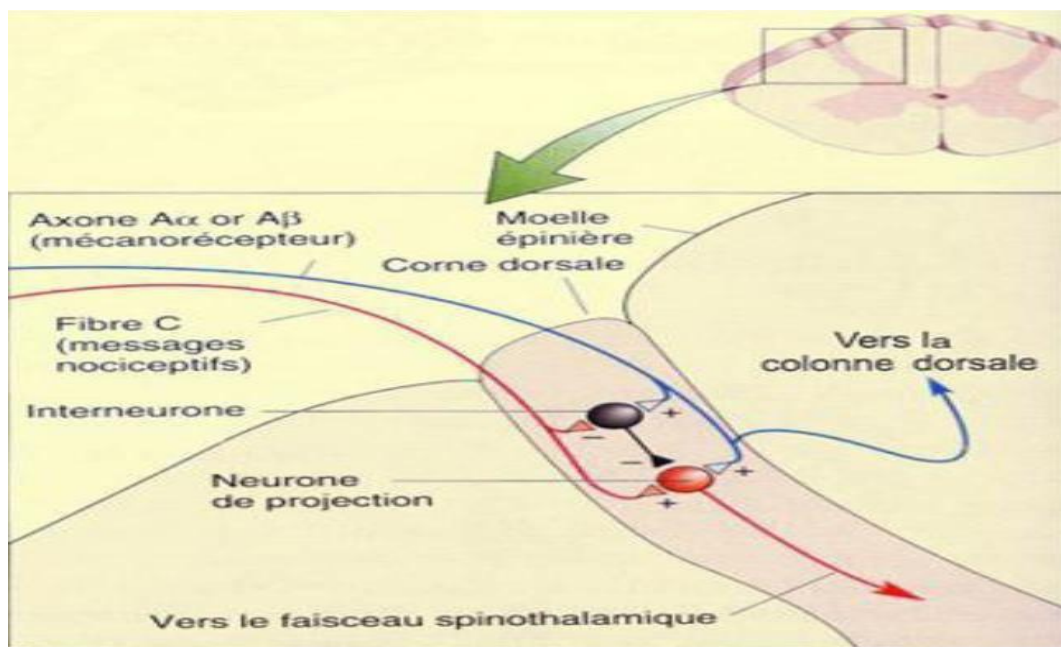 Axone Aα or Aβ
(mécanorécepteur)
Moelle
épinière
Corne dorsale
Fibre C
(messages
nociceptifs)
Vers la
colonne dorsale
Interneurone
+
−
−
+
Neurone
de projection
+
Vers le faisceau spinothalamique